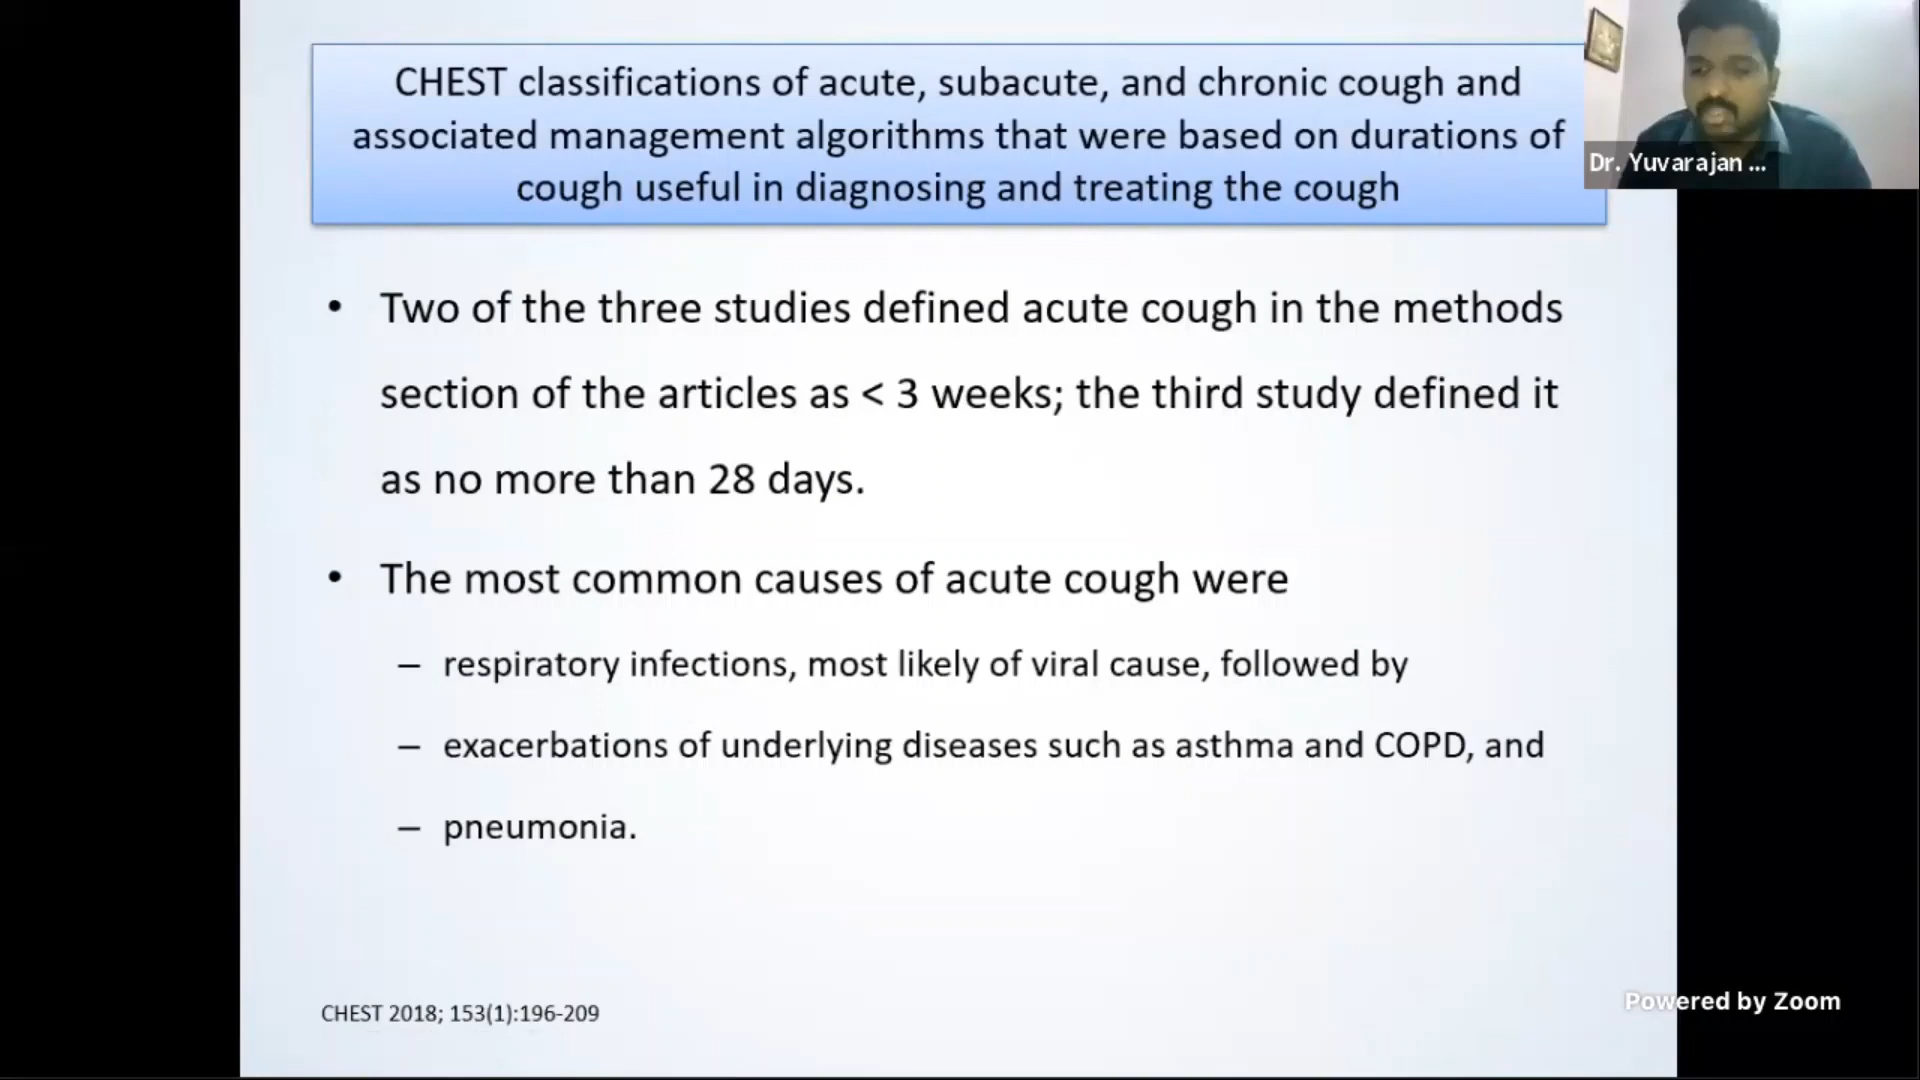 CHEST classifications of acute, subacute, and chronic cough and
associated management algorithms that were based on durations of
cough useful in diagnosing and treating the cough
Dr. Yuvarajan ...
• Two of the three studies defined acute cough in the methods
section of the articles as < 3 weeks; the third study defined it
as no more than 28 days.
• The most common causes of acute cough were
– respiratory infections, most likely of viral cause, followed by
– exacerbations of underlying diseases such as asthma and COPD, and
– pneumonia.
CHEST 2018; 153(1):196-209
Powered by Zoom